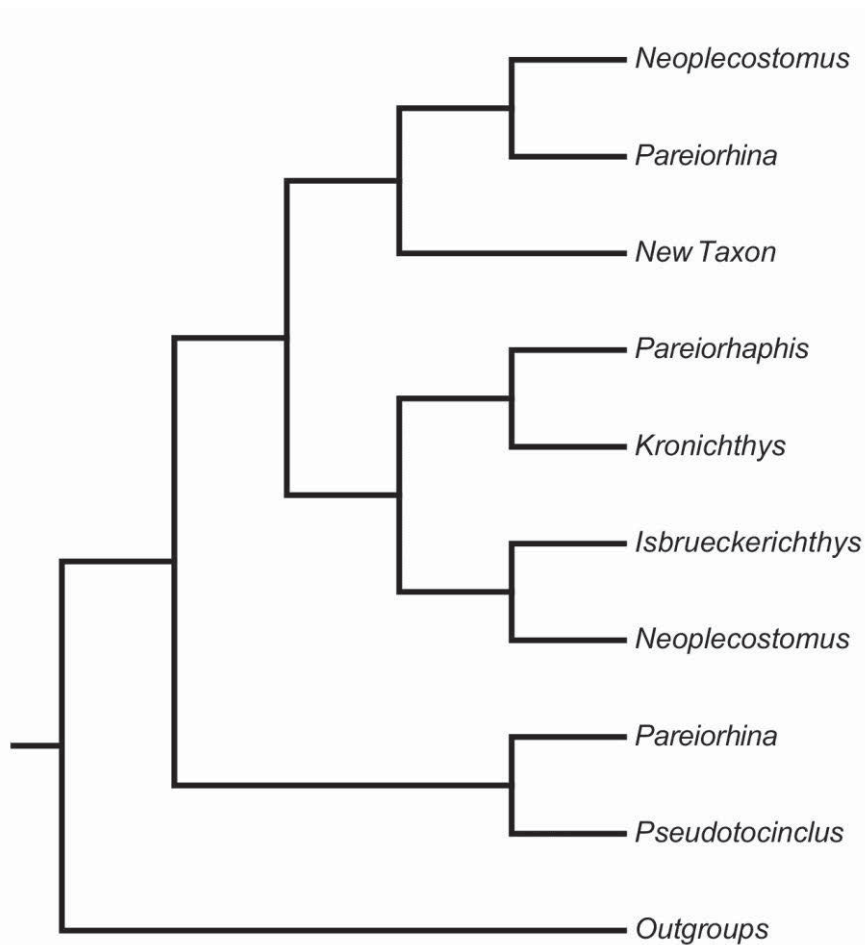 Neoplecostomus
Pareiorhina
New Taxon
Pareiorhaphis
Kronichthys
Isbrueckerichthys
Neoplecostomus
Pareiorhina
Pseudotocinclus
Outgroups